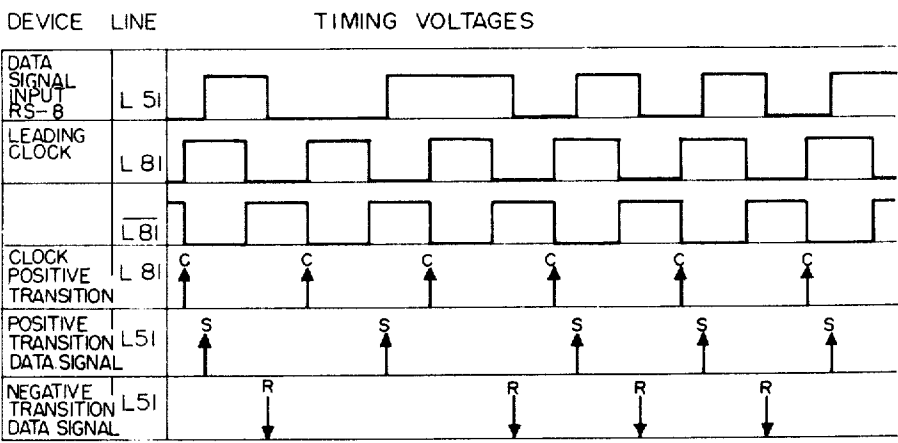 DEVICE LINE TIMING VOLTAGES
DATA
SIGNAL
INPUT
RS-8 L 51
LEADING
CLOCK L 81
L 81
CLOCK
POSITIVE
TRANSITION L 81
C C C C C C
POSITIVE
TRANSITION
DATA SIGNAL L51
S S S S S
NEGATIVE
TRANSITION
DATA SIGNAL L51
R R R R